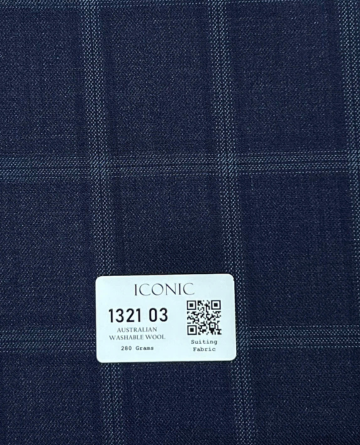 ICONIC
1321 03
AUSTRALIAN
WASHABLE WOOL
280 Grams
Suiting
Fabric